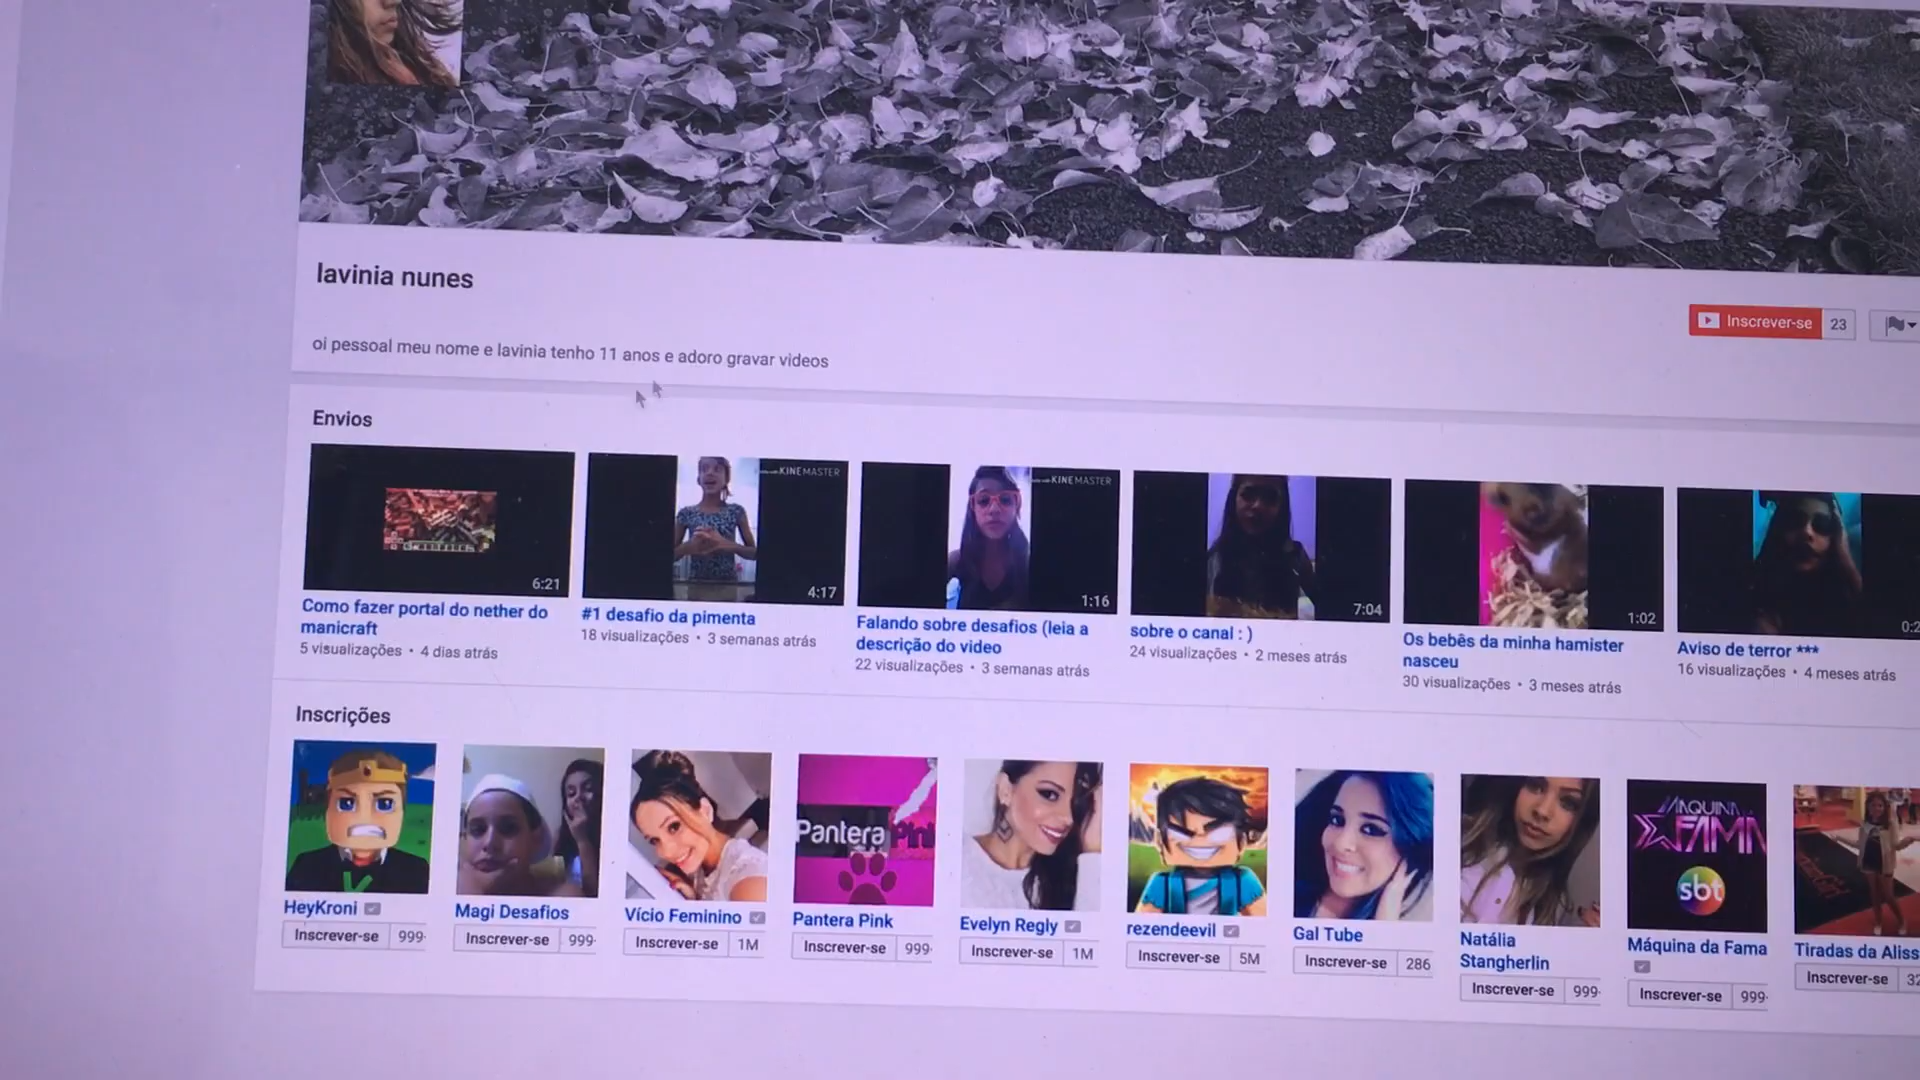 lavinia nunes
Inscrever-se 23
oi pessoal meu nome e lavinia tenho 11 anos e adoro gravar videos
Envios
KINEMASTER
KINEMASTER
6:21
4:17
1:16
7:04
1:02
Como fazer portal do nether do
manicraft
5 visualizações • 4 dias atrás
#1 desafio da pimenta
18 visualizações • 3 semanas atrás
Falando sobre desafios (leia a
descrição do video
22 visualizações • 3 semanas atrás
sobre o canal : )
24 visualizações • 2 meses atrás
Os bebês da minha hamister
nasceu
30 visualizações • 3 meses atrás
Aviso de terror ***
16 visualizações • 4 meses atrás
Inscrições
Pantera Pink
MÁQUINA
FAMA
sbt
HeyKroni
Inscrever-se 999
Magi Desafios
Inscrever-se 999
Vício Feminino
Inscrever-se 1M
Pantera Pink
Inscrever-se 999
Evelyn Regly
Inscrever-se 1M
rezendeevil
Inscrever-se 5M
Gal Tube
Inscrever-se 286
Natália
Stangherlin
Inscrever-se 999
Máquina da Fama
Inscrever-se 999
Tiradas da Aliss
Inscrever-se 32